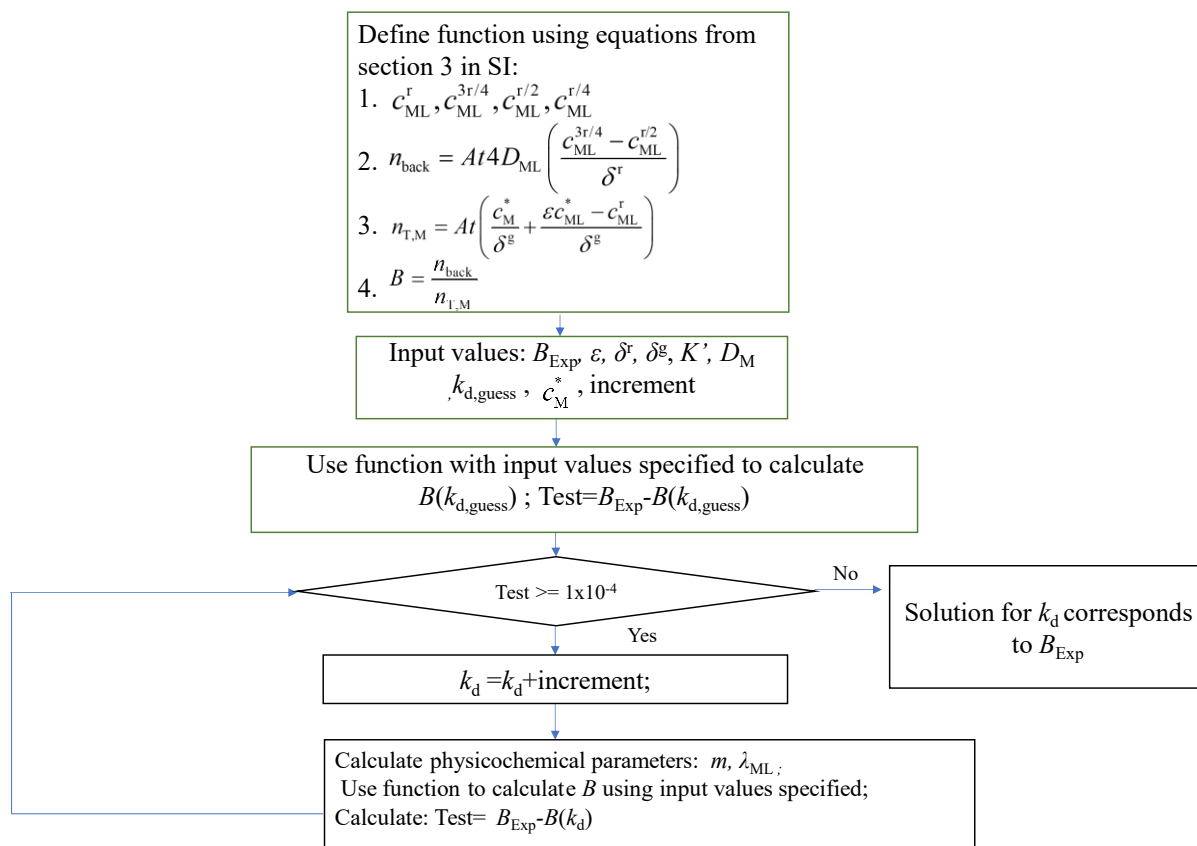 Define function using equations from
section 3 in SI:
1. c_ML^r, c_ML^3r/4, c_ML^r/2, c_ML^r/4
2. n_back = At4D_ML ((c_ML^3r/4 − c_ML^r/2)/δ^r)
3. n_T,M = At(c_M^*/δ^g + (εc_ML^* − c_ML^r)/δ^g)
4. B = n_back/n_T,M
Input values: B_Exp, ε, δ^r, δ^g, K’, D_M
,k_d,guess , c_M^* , increment
Use function with input values specified to calculate
B(k_d,guess) ; Test=B_Exp-B(k_d,guess)
Test >= 1x10^-4
No
Solution for k_d corresponds
to B_Exp
Yes
k_d =k_d+increment;
Calculate physicochemical parameters: m, λ_ML ;
Use function to calculate B using input values specified;
Calculate: Test= B_Exp-B(k_d)